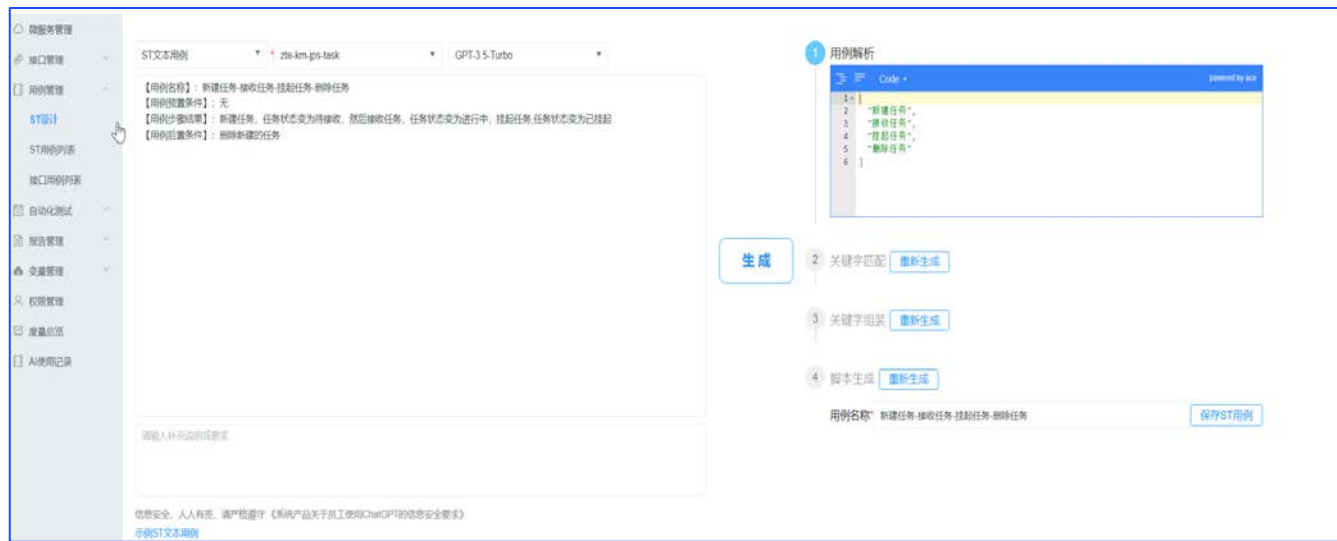 微服务管理
接口管理
用例管理
ST设计
ST用例列表
接口用例列表
自动化测试
报告管理
变量管理
权限管理
度量总览
AI使用记录
ST文本用例
* zte-km-jps-task
GPT-3.5-Turbo
【用例名称】：新建任务-接收任务-挂起任务-删除任务
【用例预置条件】：无
【用例步骤结果】：新建任务，任务状态变为待接收，然后接收任务，任务状态变为进行中，挂起任务,任务状态变为已挂起
【用例后置条件】：删除新建的任务
请输入补充说明或要求
信息安全，人人有责，请严格遵守《系统产品关于员工使用ChatGPT的信息安全要求》
示例ST文本用例
生成
1 用例解析
Code
powered by ace
1 [
2 "新建任务",
3 "接收任务",
4 "挂起任务",
5 "删除任务"
6 ]
2 关键字匹配 重新生成
3 关键字组装 重新生成
4 脚本生成 重新生成
用例名称* 新建任务-接收任务-挂起任务-删除任务 保存ST用例